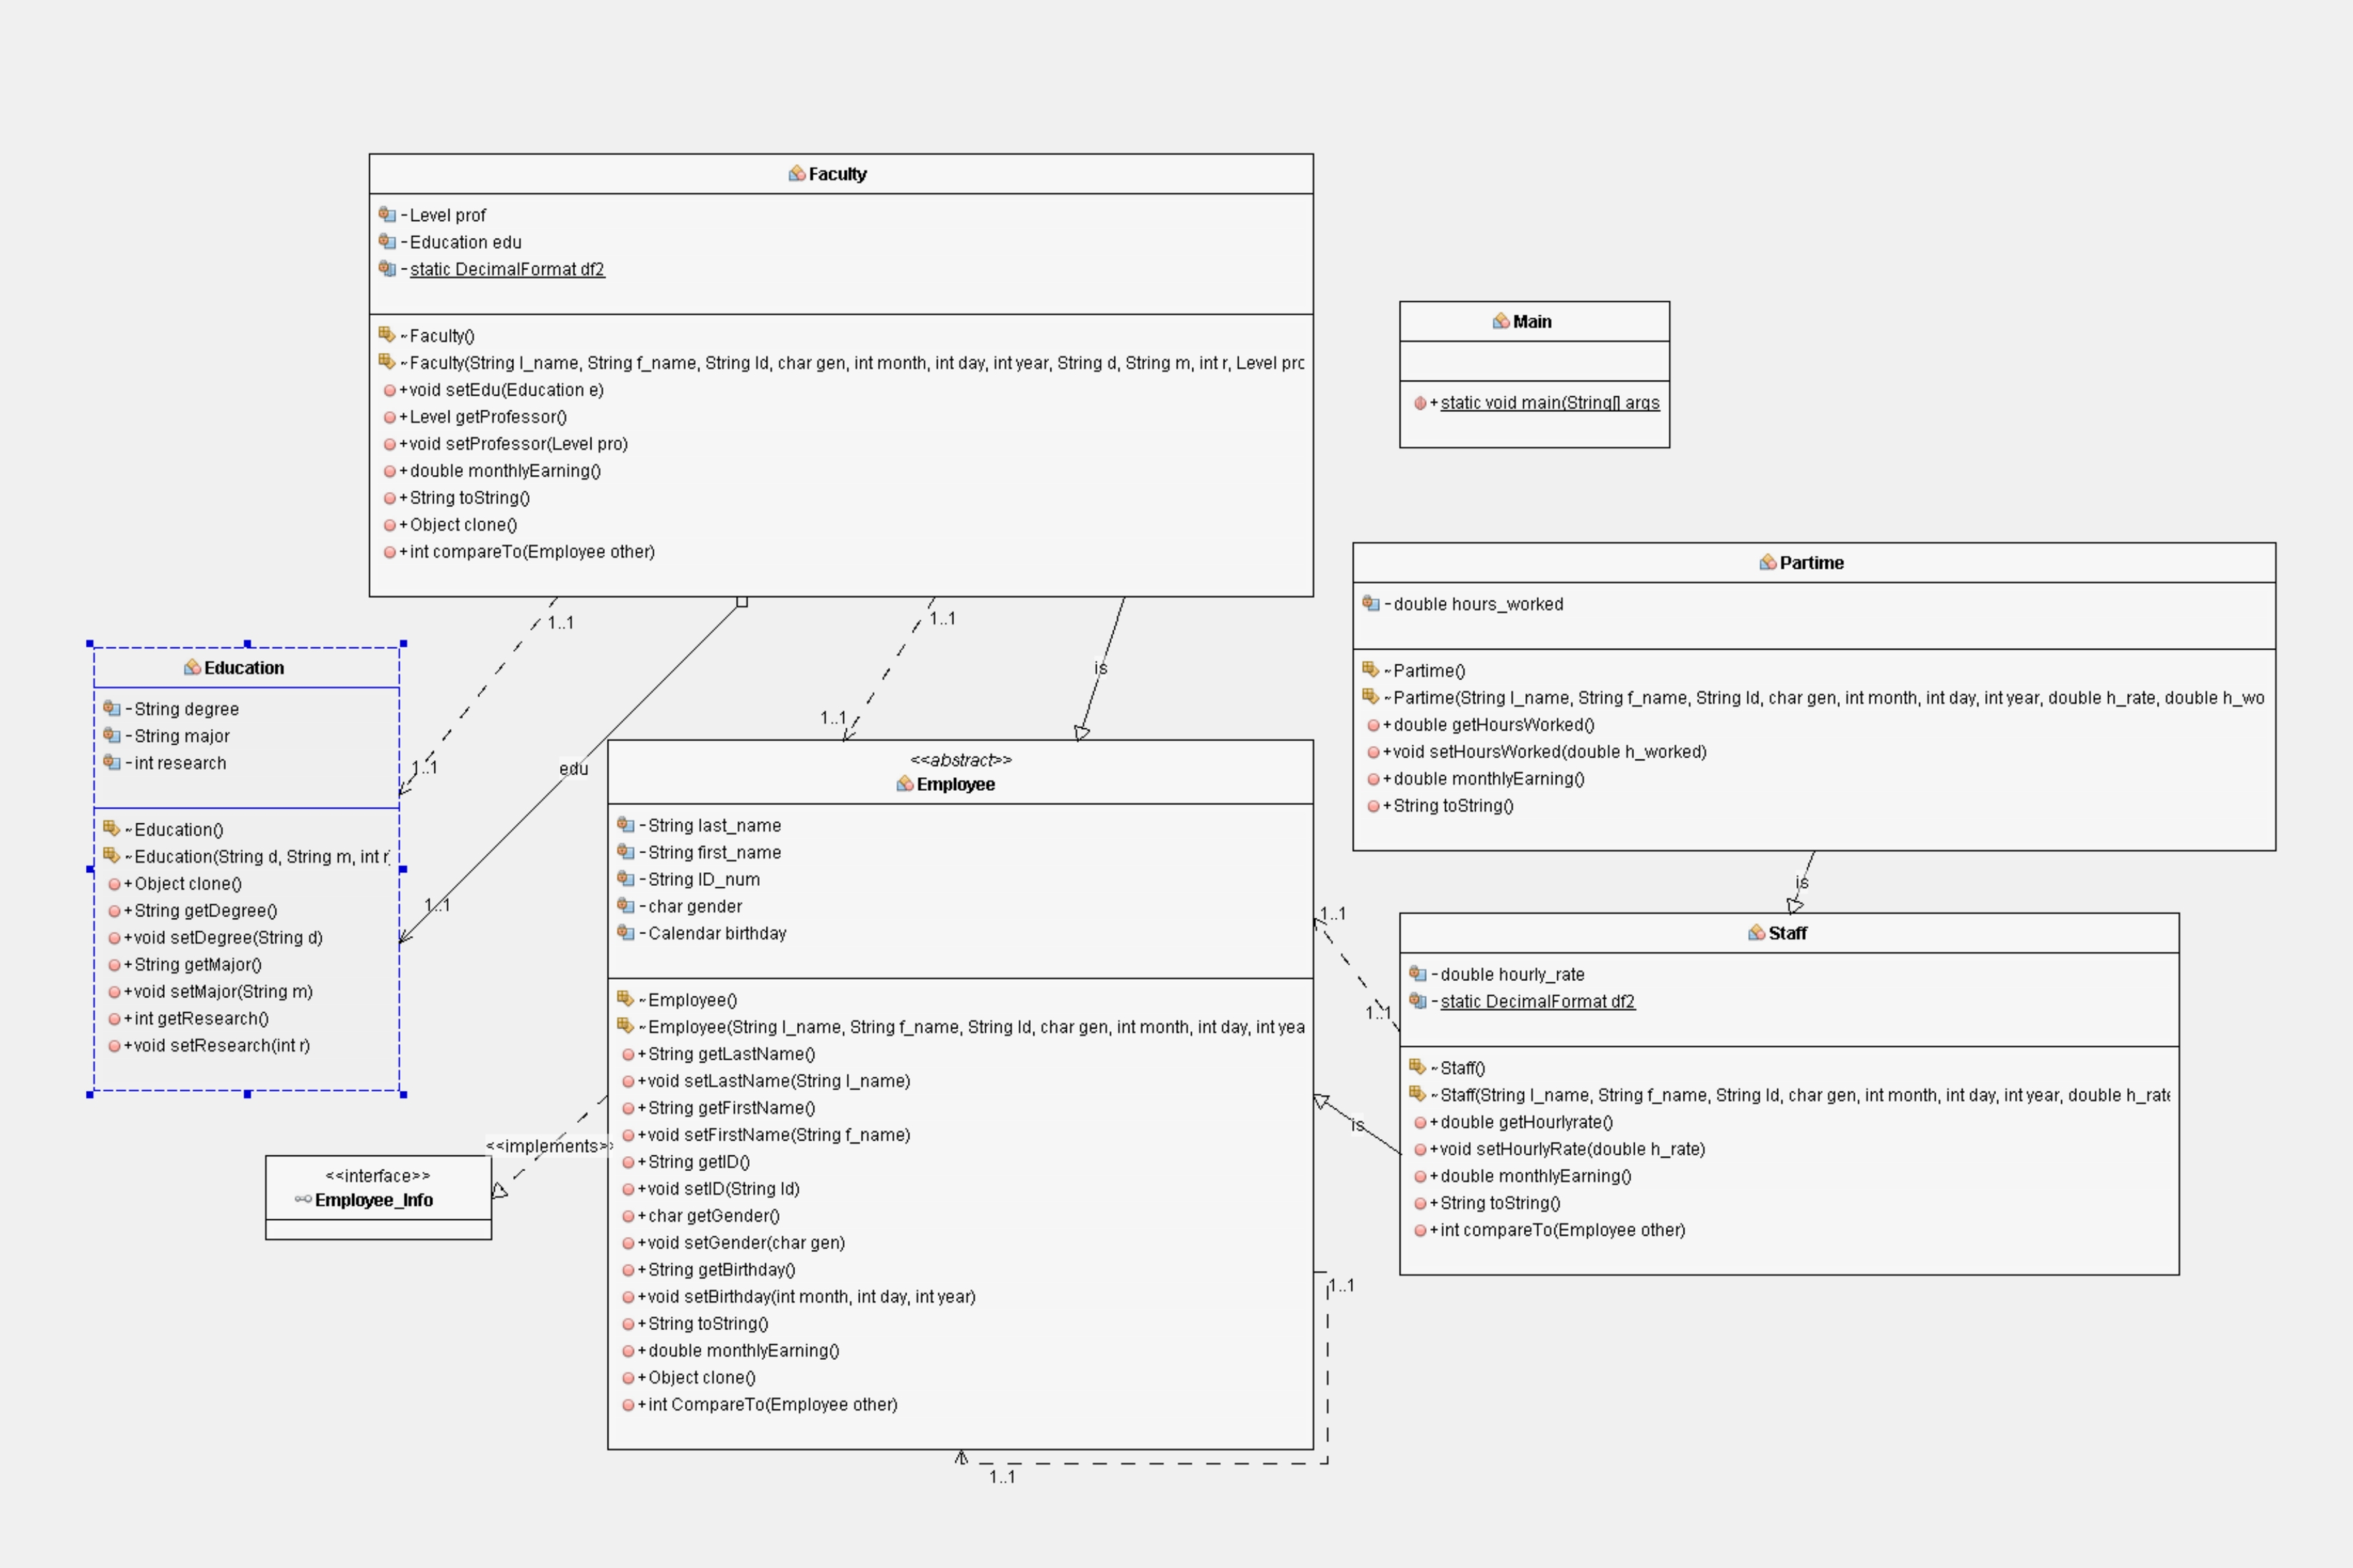 Faculty
-Level prof
-Education edu
-static DecimalFormat df2
~Faculty()
~Faculty(String l_name, String f_name, String Id, char gen, int month, int day, int year, String d, String m, int r, Level pro
+void setEdu(Education e)
+Level getProfessor()
+void setProfessor(Level pro)
+double monthlyEarning()
+String toString()
+Object clone()
+int compareTo(Employee other)
Main
+static void main(String[] args
Partime
-double hours_worked
~Partime()
~Partime(String l_name, String f_name, String Id, char gen, int month, int day, int year, double h_rate, double h_wo
+double getHoursWorked()
+void setHoursWorked(double h_worked)
+double monthlyEarning()
+String toString()
1..1
1..1
is
1..1
1..1
edu
1..1
is
Education
-String degree
-String major
-int research
~Education()
~Education(String d, String m, int r)
+Object clone()
+String getDegree()
+void setDegree(String d)
+String getMajor()
+void setMajor(String m)
+int getResearch()
+void setResearch(int r)
<<abstract>>
Employee
-String last_name
-String first_name
-String ID_num
-char gender
-Calendar birthday
~Employee()
~Employee(String l_name, String f_name, String Id, char gen, int month, int day, int yea
+String getLastName()
+void setLastName(String l_name)
+String getFirstName()
+void setFirstName(String f_name)
+String getID()
+void setID(String Id)
+char getGender()
+void setGender(char gen)
+String getBirthday()
+void setBirthday(int month, int day, int year)
+String toString()
+double monthlyEarning()
+Object clone()
+int CompareTo(Employee other)
1..1
1..1
is
Staff
-double hourly_rate
-static DecimalFormat df2
~Staff()
~Staff(String l_name, String f_name, String Id, char gen, int month, int day, int year, double h_rate
+double getHourlyrate()
+void setHourlyRate(double h_rate)
+double monthlyEarning()
+String toString()
+int compareTo(Employee other)
<<implements>>
<<interface>>
Employee_Info
1..1
1..1